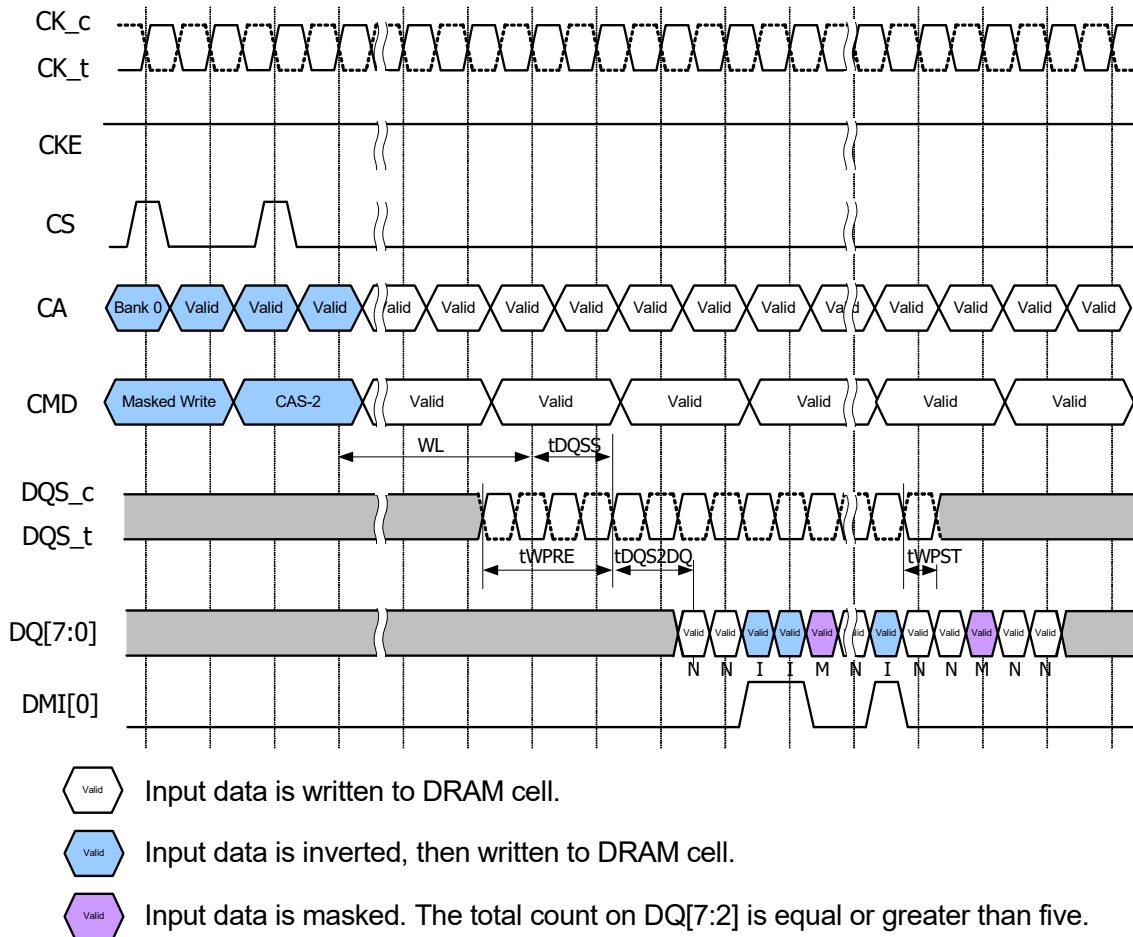 CK_c
CK_t
CKE
CS
CA Bank 0 Valid Valid Valid alid Valid Valid Valid Valid Valid Valid Valid Valid Valid Valid Valid
CMD Masked Write CAS-2 Valid Valid Valid Valid Valid Valid
WL tDQSS
DQS_c
DQS_t
tWPRE tDQS2DQ tWPST
DQ[7:0] Valid Valid Valid Valid Valid lid Valid Valid Valid Valid Valid Valid
N N I I M N I N N M N N
DMI[0]
Valid Input data is written to DRAM cell.
Valid Input data is inverted, then written to DRAM cell.
Valid Input data is masked. The total count on DQ[7:2] is equal or greater than five.